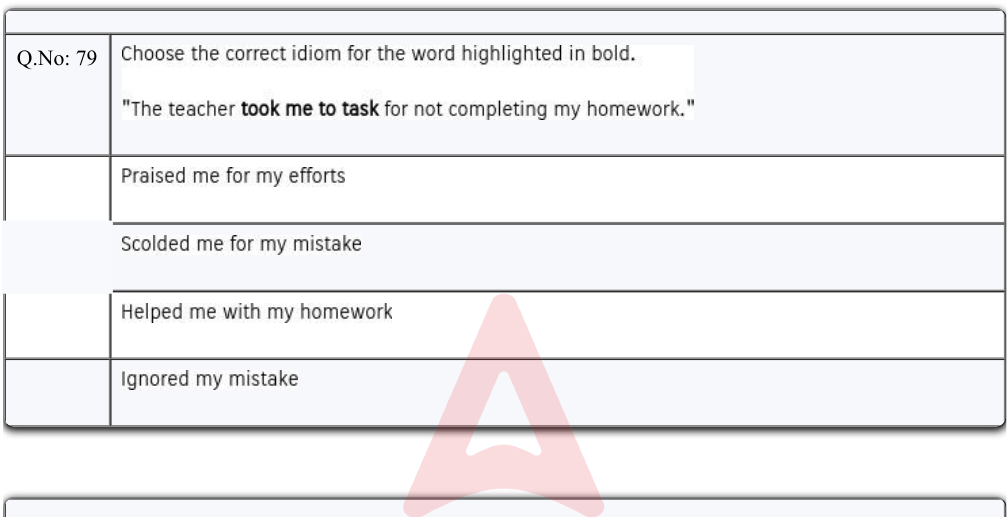 Q.No: 79
Choose the correct idiom for the word highlighted in bold.
"The teacher took me to task for not completing my homework."
Praised me for my efforts
Scolded me for my mistake
Helped me with my homework
Ignored my mistake